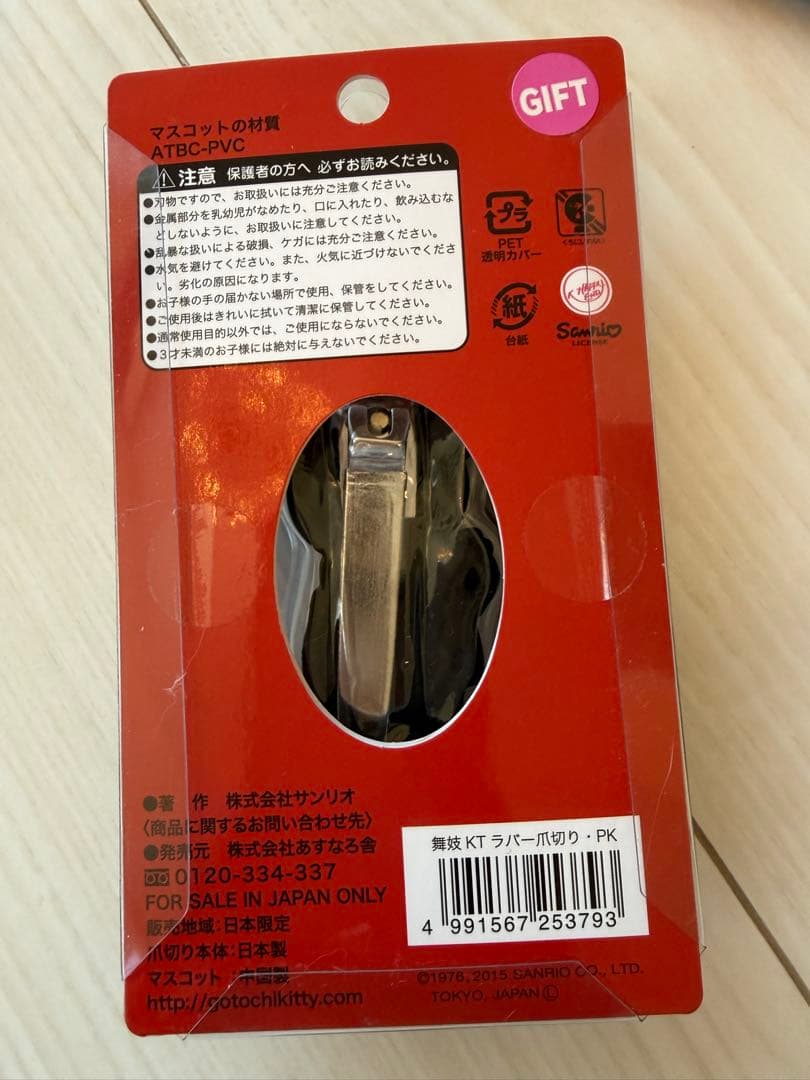 GIFT
マスコットの材質
ATBC-PVC
注意 保護者の方へ 必ずお読みください。
●刃物ですので、お取扱いには充分ご注意ください。
●金属部分を乳幼児がなめたり、口に入れたり、飲み込むな
どしないように、お取扱いに注意してください。
●乱暴な扱いによる破損、ケガには充分ご注意ください。
●水気を避けてください。また、火気に近づけないでくださ
い。劣化の原因になります。
●お子様の手の届かない場所で使用、保管をしてください。
●ご使用後はきれいに拭いて清潔に保管してください。
●通常使用目的以外では、ご使用にならないでください。
●3才未満のお子様には絶対に与えないでください。
プラ
PET
透明カバー
紙
台紙
Sanrio
LICENSE
●著 作 株式会社サンリオ
〈商品に関するお問い合わせ先〉
●発売元 株式会社あすなろ舎
0120-334-337
FOR SALE IN JAPAN ONLY
販売地域:日本限定
爪切り本体:日本製
マスコット :中国製
http://gotochikitty.com
舞妓 KT ラバー爪切り・PK
4 991567 253793
©1976, 2015 SANRIO CO., LTD.
TOKYO, JAPAN Ⓛ